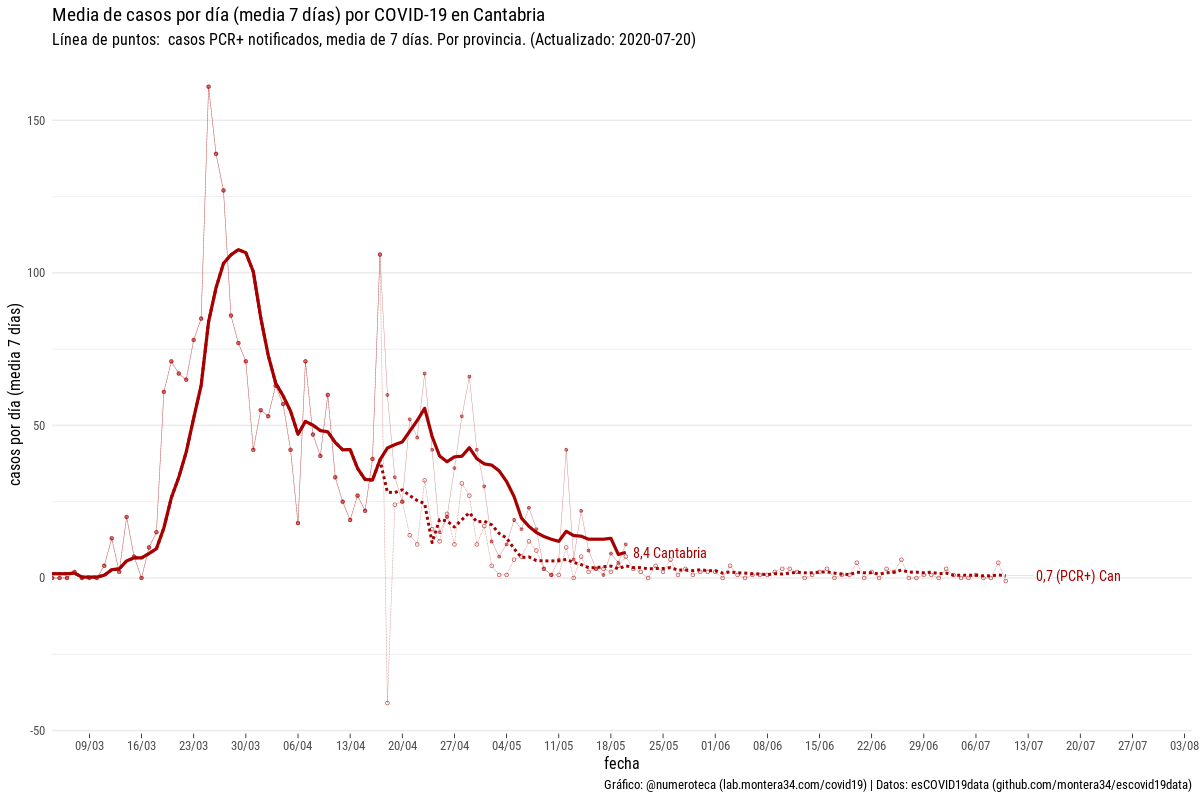 Media de casos por día (media 7 días) por COVID-19 en Cantabria
Línea de puntos:  casos PCR+ notificados, media de 7 días. Por provincia. (Actualizado: 2020-07-20)
casos por día (media 7 días)
150
100
50
0
-50
8,4 Cantabria
0,7 (PCR+) Can
09/03 16/03 23/03 30/03 06/04 13/04 20/04 27/04 04/05 11/05 18/05 25/05 01/06 08/06 15/06 22/06 29/06 06/07 13/07 20/07 27/07 03/08
fecha
Gráfico: @numeroteca (lab.montera34.com/covid19) | Datos: esCOVID19data (github.com/montera34/escovid19data)